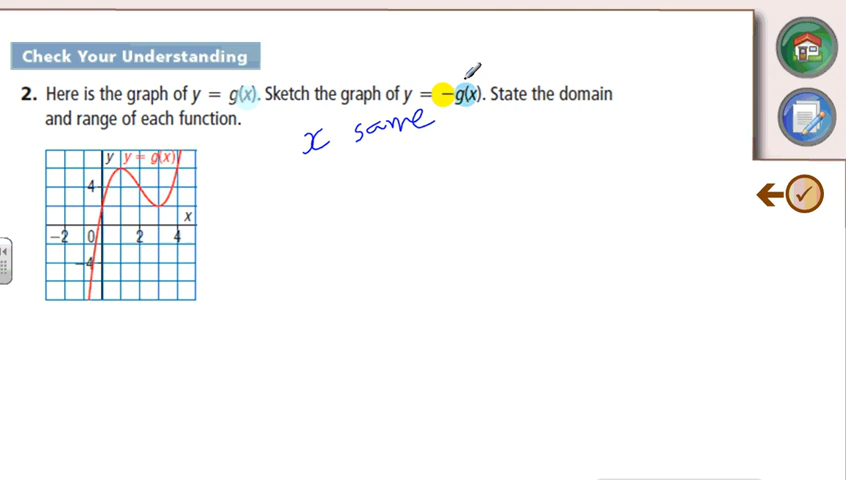 Check Your Understanding
2. Here is the graph of y = g(x). Sketch the graph of y = −g(x). State the domain
and range of each function.
x same
y y = g(x)
4
x
−2 0 2 4
−4